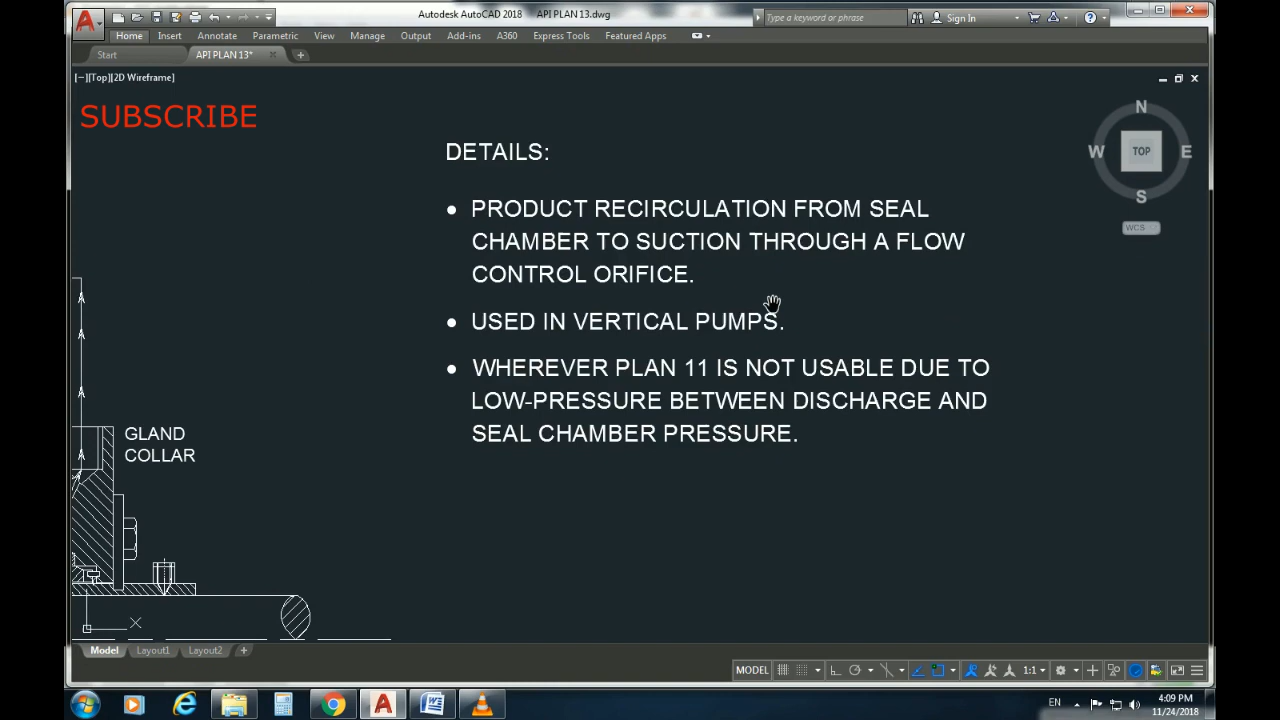 Autodesk AutoCAD 2018 API PLAN 13.dwg
Type a keyword or phrase
Sign In
Home Insert Annotate Parametric View Manage Output Add-ins A360 Express Tools Featured Apps
Start API PLAN 13*
[−][Top][2D Wireframe]
SUBSCRIBE
N
W TOP E
S
WCS
DETAILS:
• PRODUCT RECIRCULATION FROM SEAL
CHAMBER TO SUCTION THROUGH A FLOW
CONTROL ORIFICE.
• USED IN VERTICAL PUMPS.
• WHEREVER PLAN 11 IS NOT USABLE DUE TO
LOW-PRESSURE BETWEEN DISCHARGE AND
SEAL CHAMBER PRESSURE.
GLAND
COLLAR
X
Model Layout1 Layout2
MODEL 1:1
EN 4:09 PM
11/24/2018